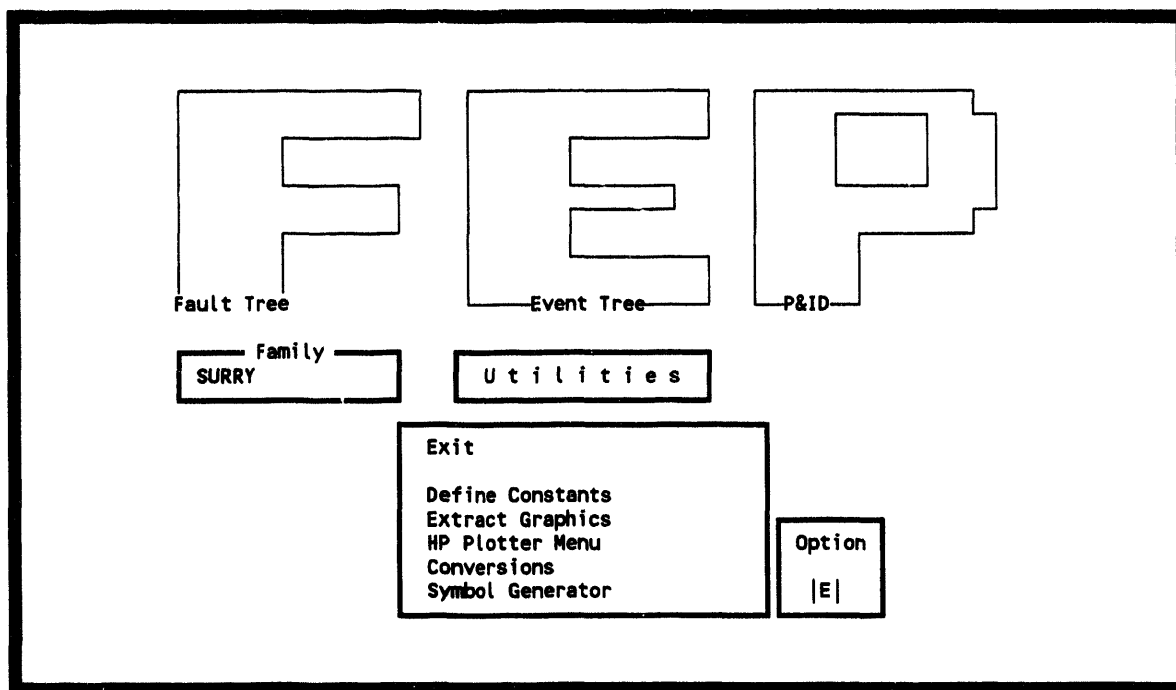 FEP
Fault Tree
Event Tree
P&ID
Family
SURRY
Utilities
Exit
Define Constants
Extract Graphics
HP Plotter Menu
Conversions
Symbol Generator
Option
|E|